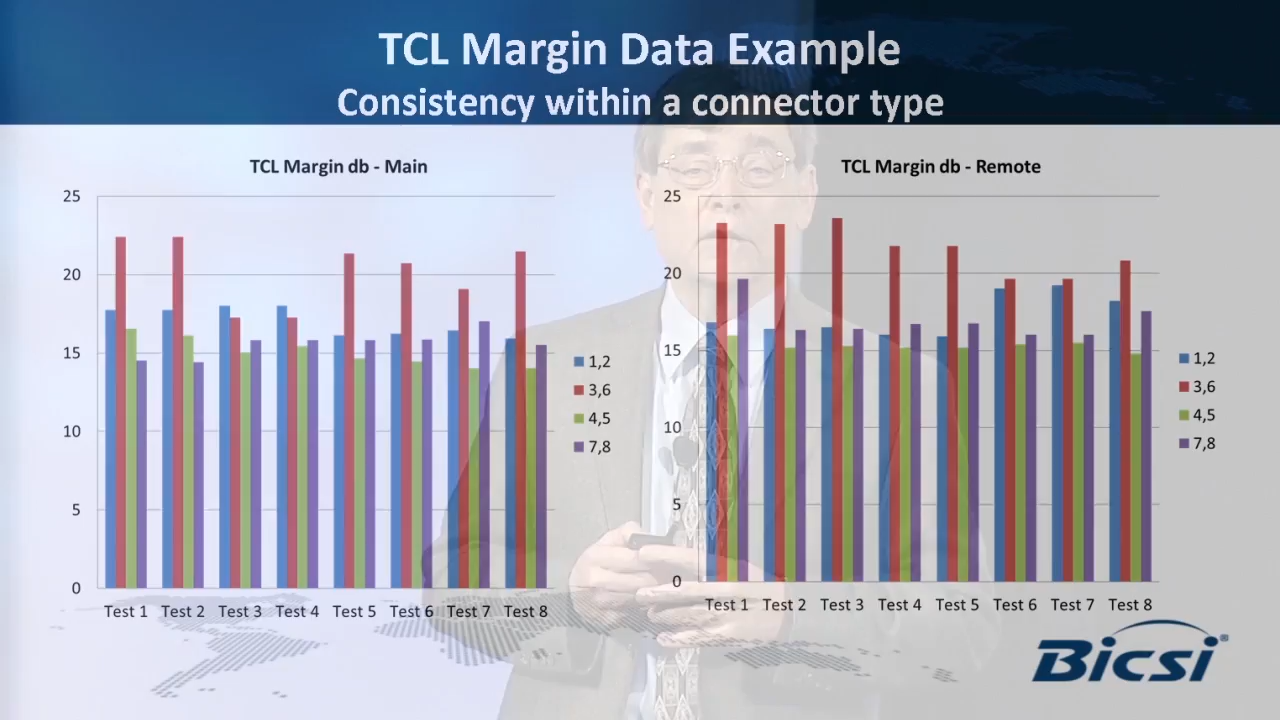 TCL Margin Data Example
Consistency within a connector type
TCL Margin db - Main
25
20
15
10
5
0
Test 1 Test 2 Test 3 Test 4 Test 5 Test 6 Test 7 Test 8
1,2
3,6
4,5
7,8
TCL Margin db - Remote
25
20
15
10
5
0
Test 1 Test 2 Test 3 Test 4 Test 5 Test 6 Test 7 Test 8
1,2
3,6
4,5
7,8
Bicsi®